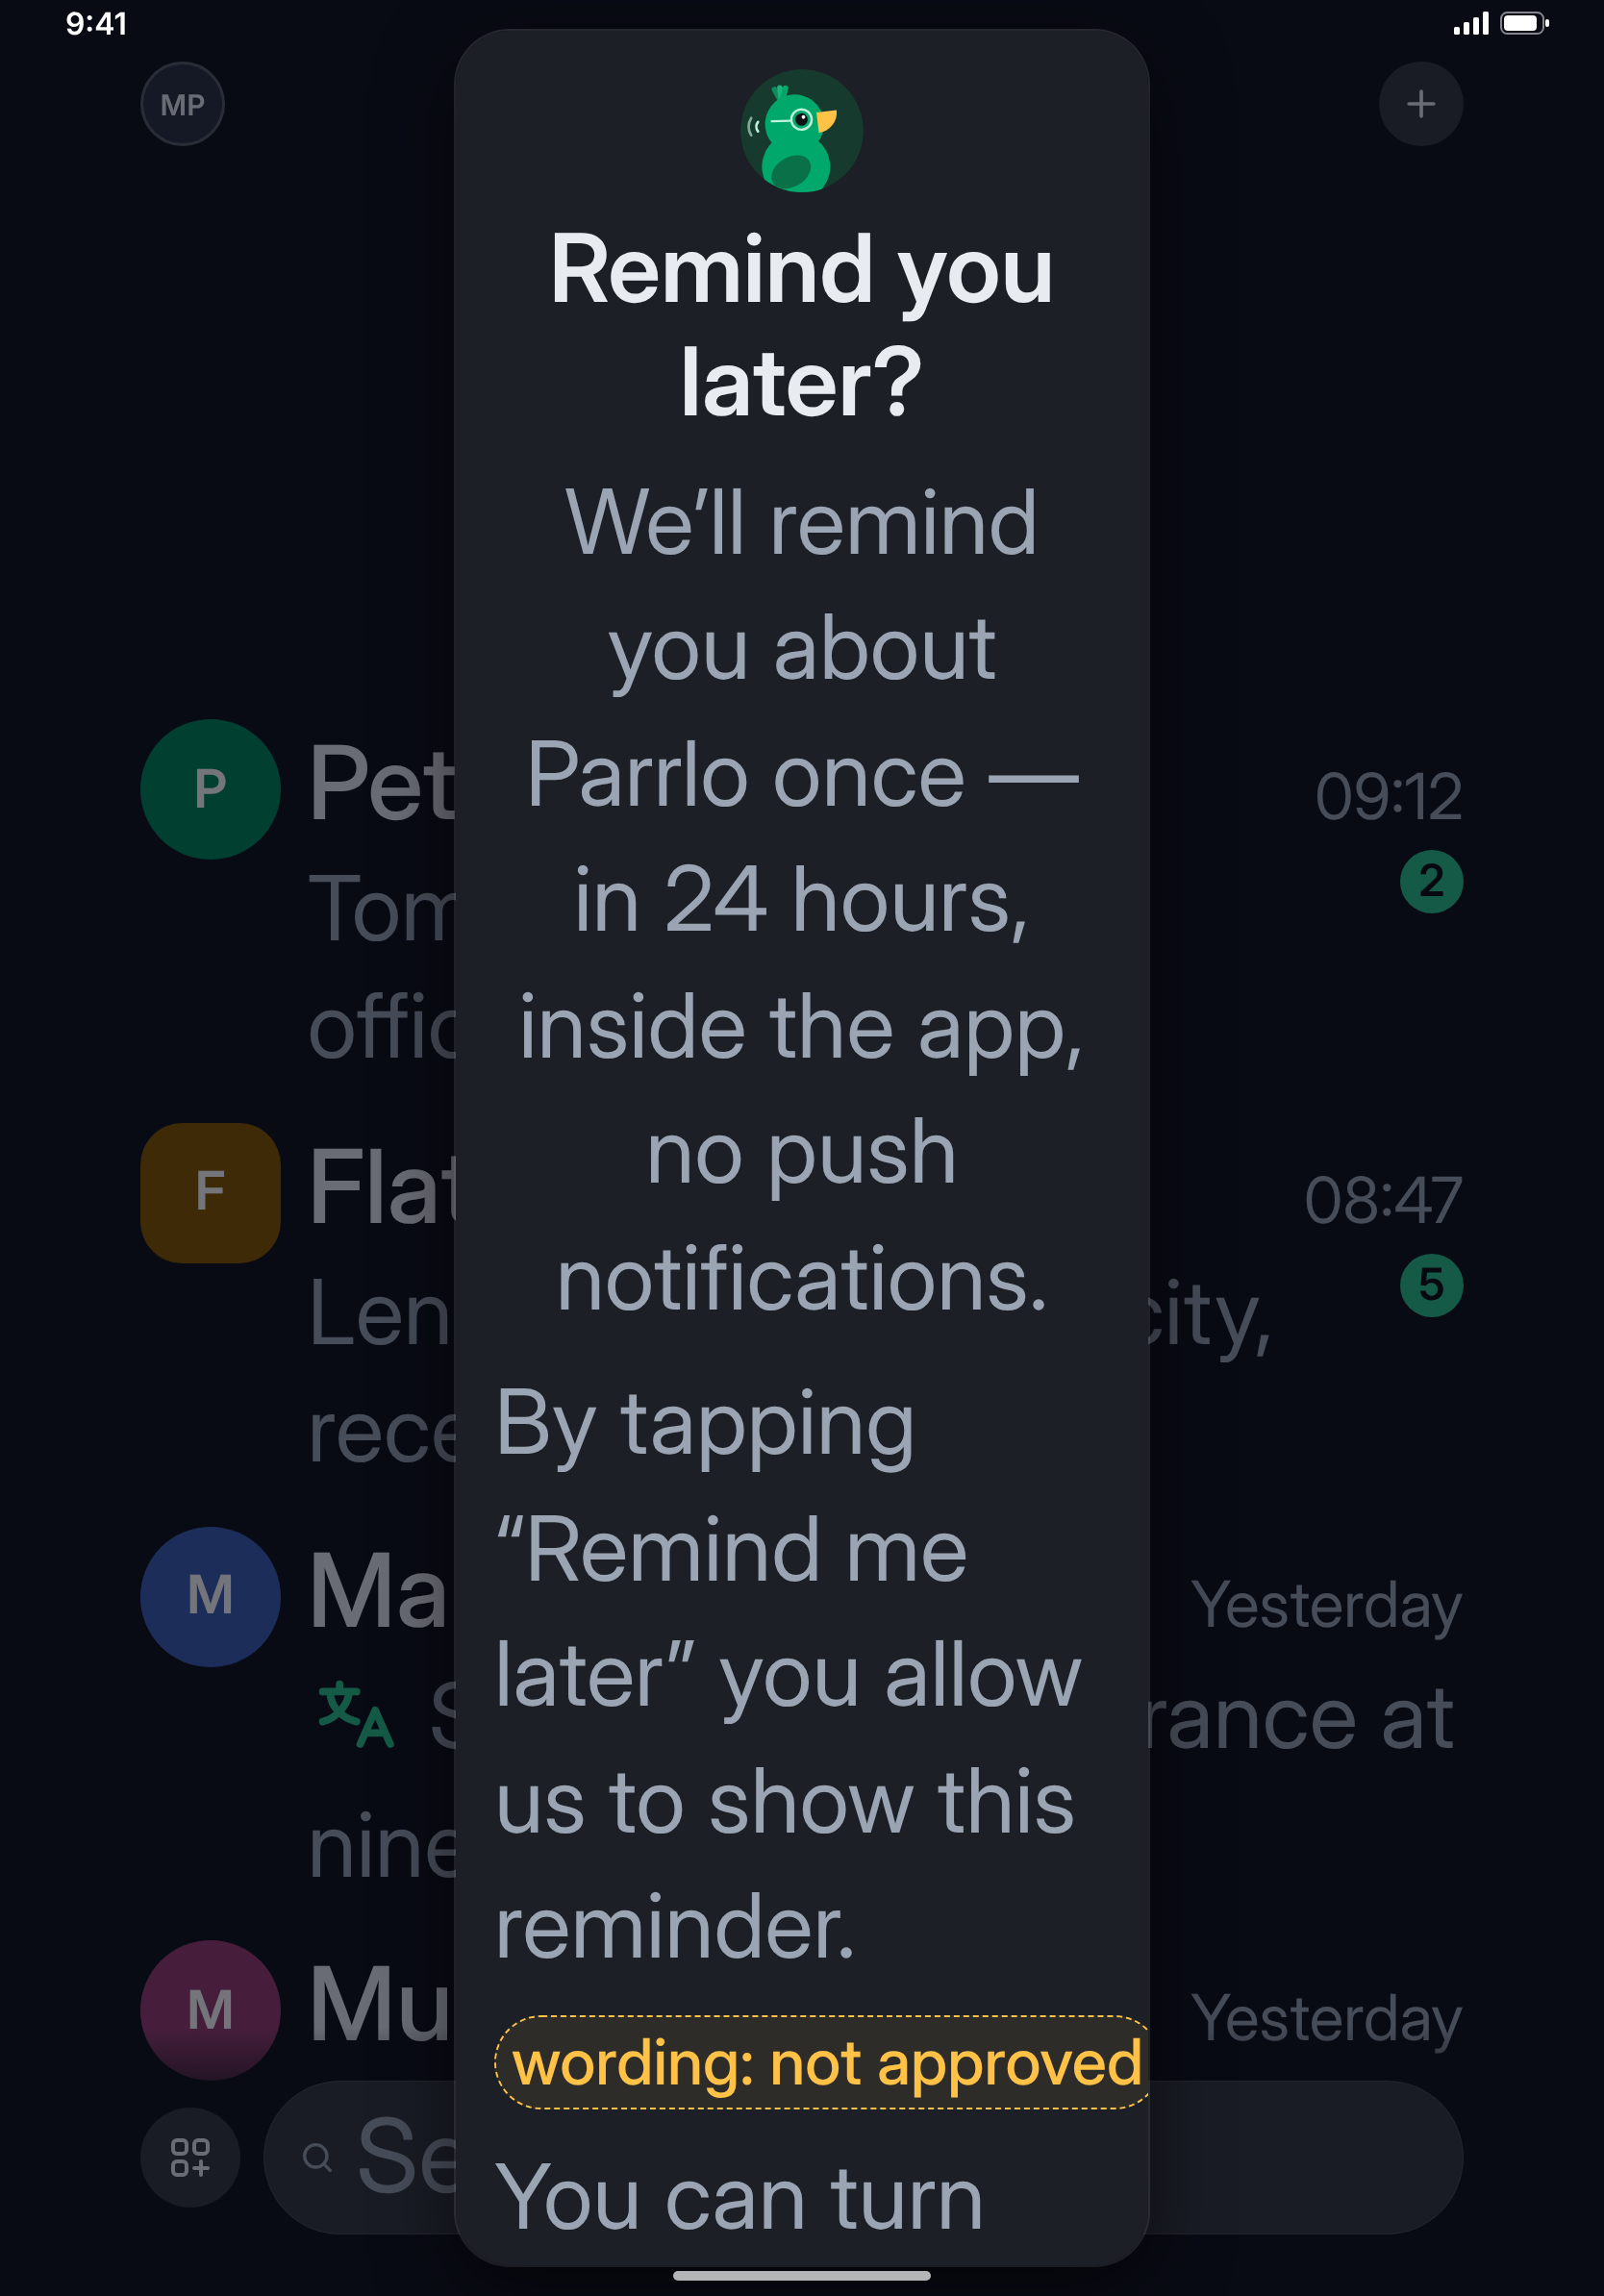 9:41
MP
Remind you
later?
We’ll remind
you about
Parrlo once —
in 24 hours,
inside the app,
no push
notifications.
By tapping
“Remind me
later” you allow
us to show this
reminder.
wording: not approved
You can turn
P
Pet
09:12
Tom
2
offic
F
Flat
08:47
Len
city,
5
rece
M
Ma
Yesterday
S
rance at
nine
M
Mu
Yesterday
Se